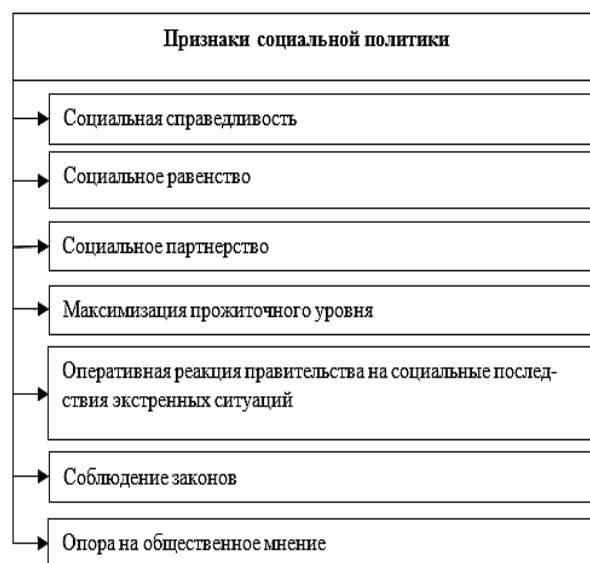 Признаки социальной политики
Социальная справедливость
Социальное равенство
Социальное партнерство
Максимизация прожиточного уровня
Оперативная реакция правительства на социальные послед-
ствия экстренных ситуаций
Соблюдение законов
Опора на общественное мнение